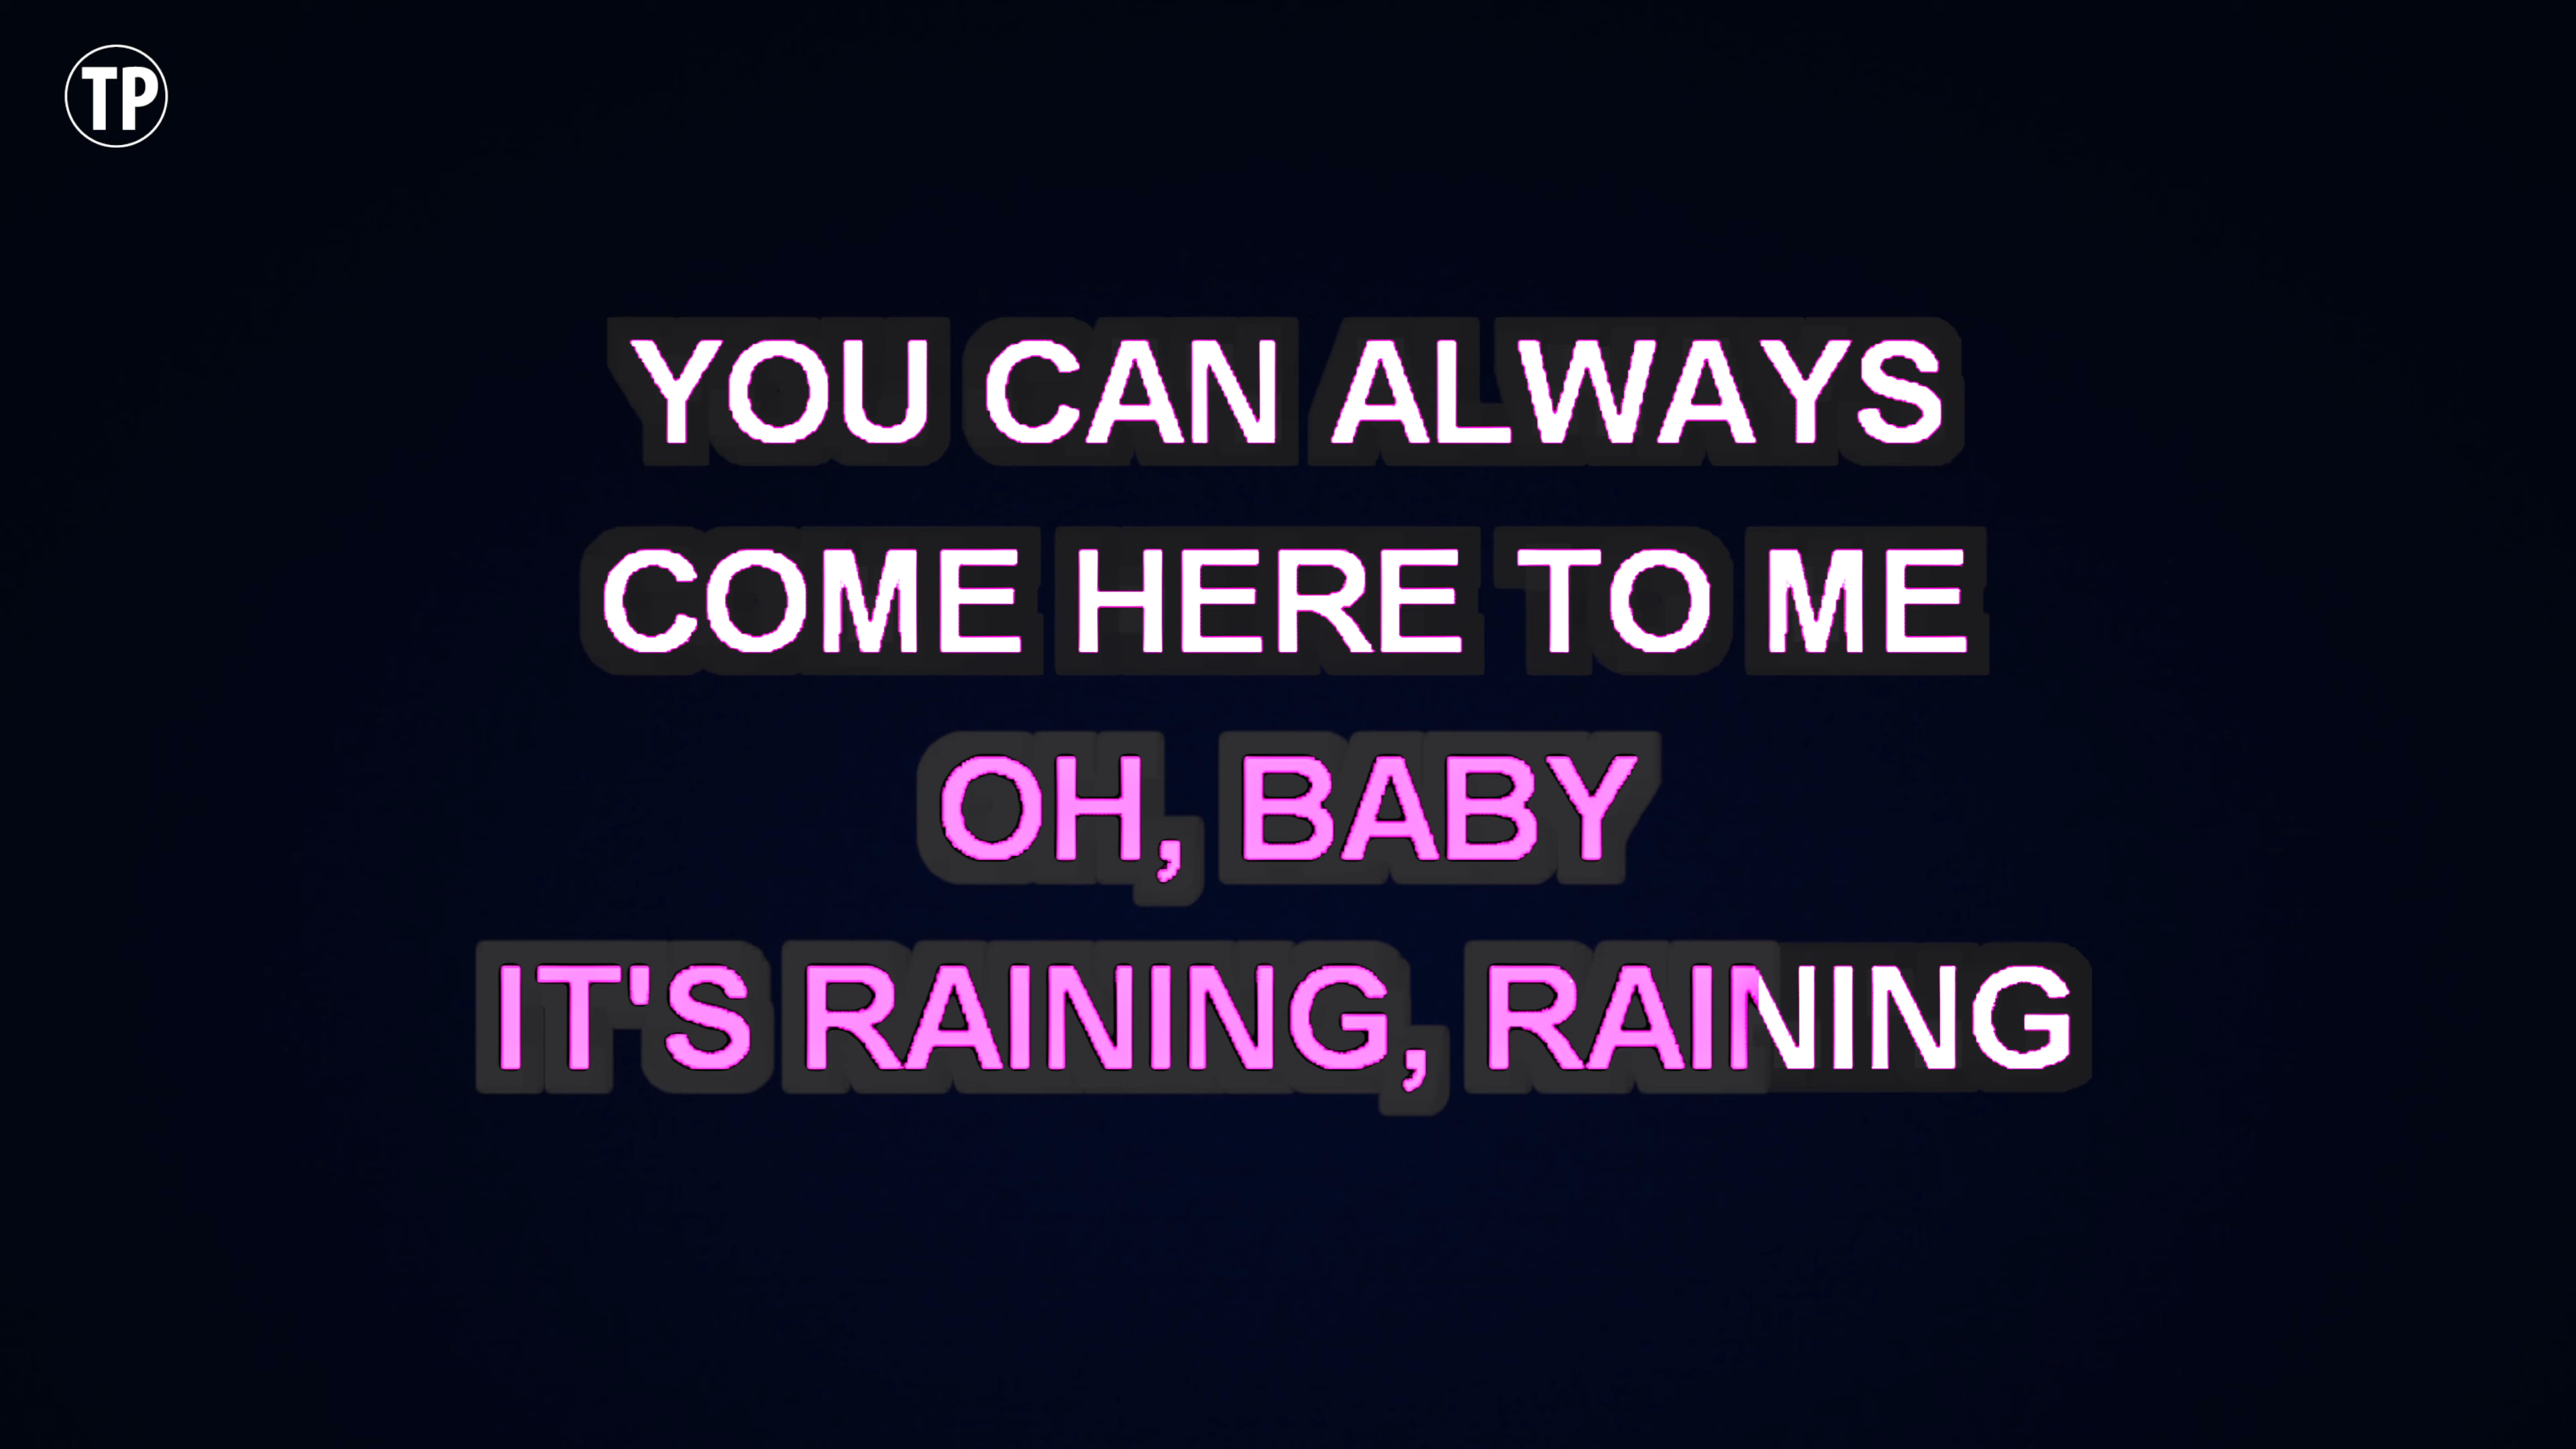 TP
YOU CAN ALWAYS
COME HERE TO ME
OH, BABY
IT'S RAINING, RAINING